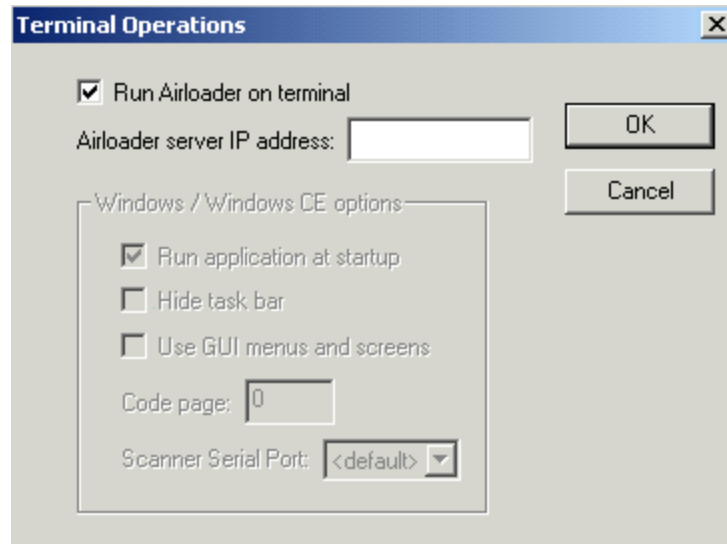 Terminal Operations
Run Airloader on terminal
Airloader server IP address:
OK
Cancel
Windows / Windows CE options
Run application at startup
Hide task bar
Use GUI menus and screens
Code page: 0
Scanner Serial Port: <default>